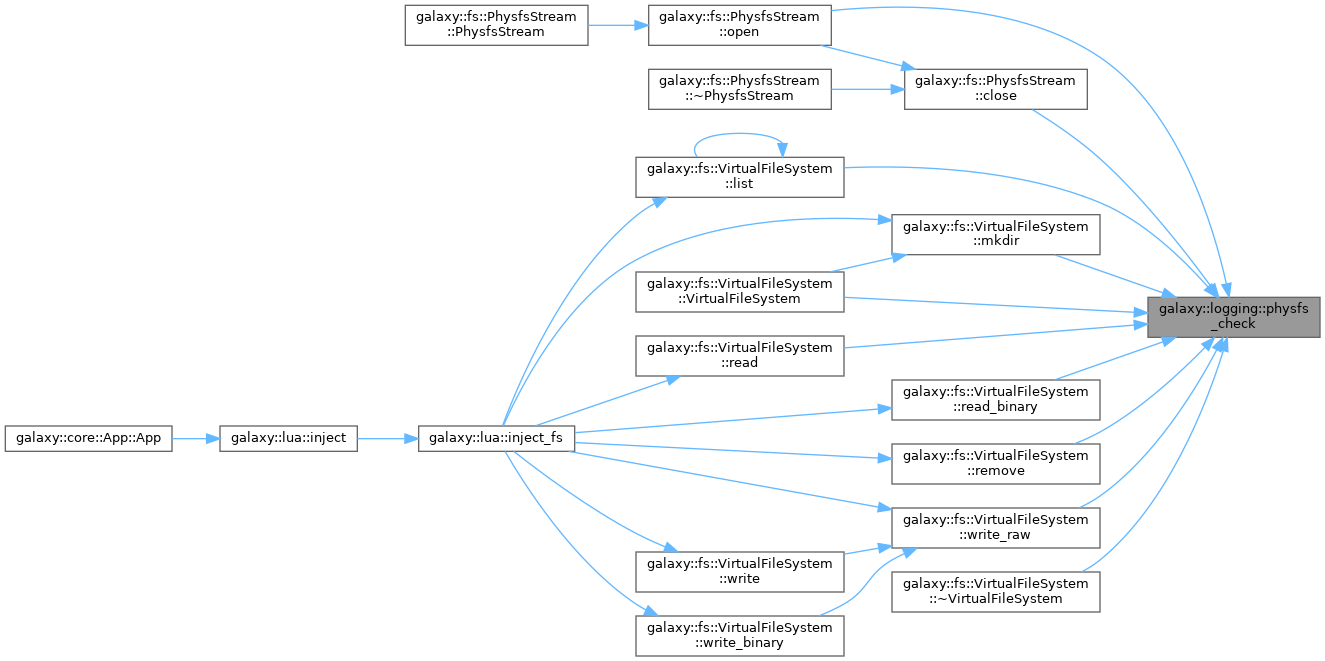 galaxy::fs::PhysfsStream
::PhysfsStream
galaxy::fs::PhysfsStream
::open
galaxy::fs::PhysfsStream
::~PhysfsStream
galaxy::fs::PhysfsStream
::close
galaxy::fs::VirtualFileSystem
::list
galaxy::fs::VirtualFileSystem
::mkdir
galaxy::fs::VirtualFileSystem
::VirtualFileSystem
galaxy::logging::physfs
_check
galaxy::fs::VirtualFileSystem
::read
galaxy::fs::VirtualFileSystem
::read_binary
galaxy::core::App::App
galaxy::lua::inject
galaxy::lua::inject_fs
galaxy::fs::VirtualFileSystem
::remove
galaxy::fs::VirtualFileSystem
::write_raw
galaxy::fs::VirtualFileSystem
::write
galaxy::fs::VirtualFileSystem
::~VirtualFileSystem
galaxy::fs::VirtualFileSystem
::write_binary